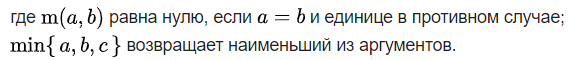 где m(a, b) равна нулю, если a = b и единице в противном случае;
min{ a, b, c } возвращает наименьший из аргументов.